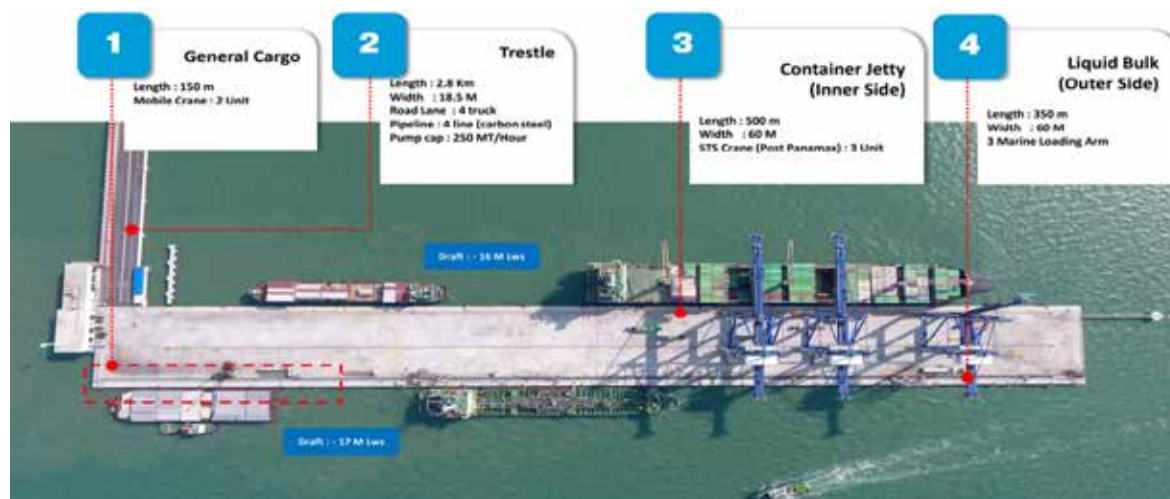 1
General Cargo
Length : 150 m
Mobile Crane : 2 Unit
2
Trestle
Length : 2.8 Km
Width : 18.5 M
Road Lane : 4 truck
Pipeline : 4 line (carbon steel)
Pump cap : 250 MT/Hour
3
Container Jetty
(Inner Side)
Length : 500 m
Width : 60 M
STS Crane (Post Panamax) : 3 Unit
4
Liquid Bulk
(Outer Side)
Length : 350 m
Width : 60 M
3 Marine Loading Arm
Draft : - 16 M Lws
Draft : - 17 M Lws